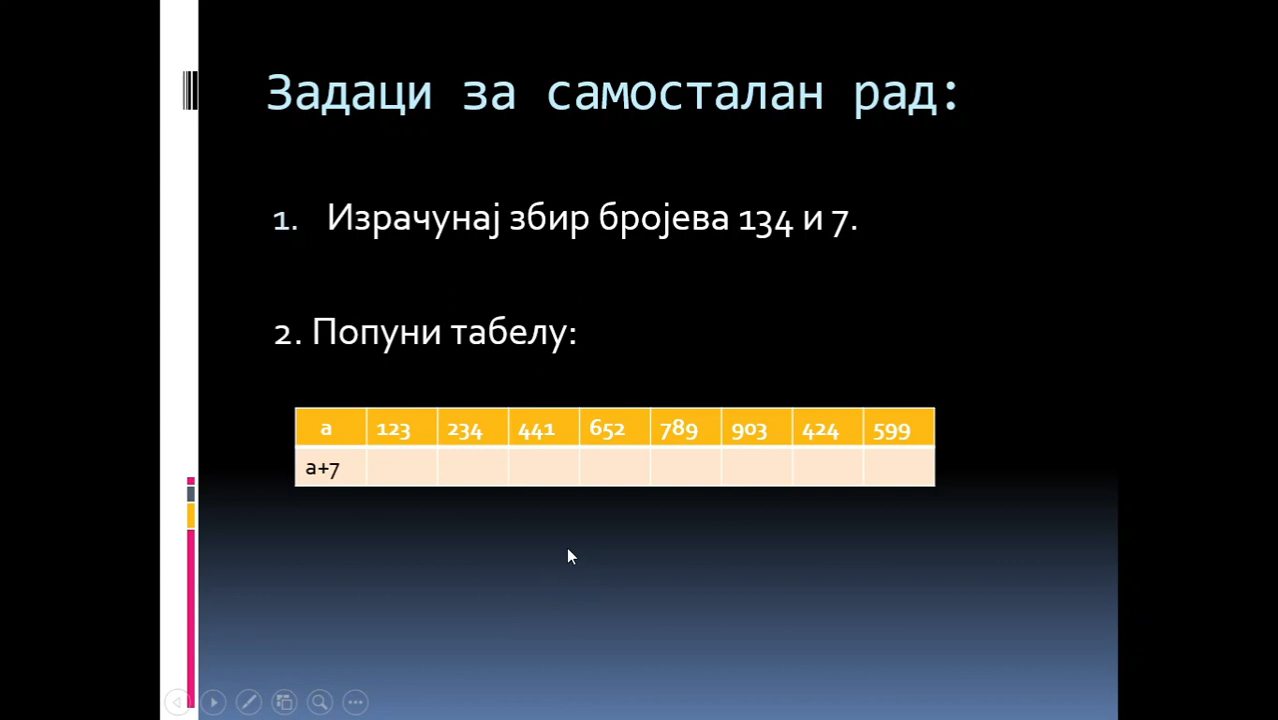 Задаци за самосталан рад:
1. Израчунај збир бројева 134 и 7.
2. Попуни табелу:
а 123 234 441 652 789 903 424 599
а+7